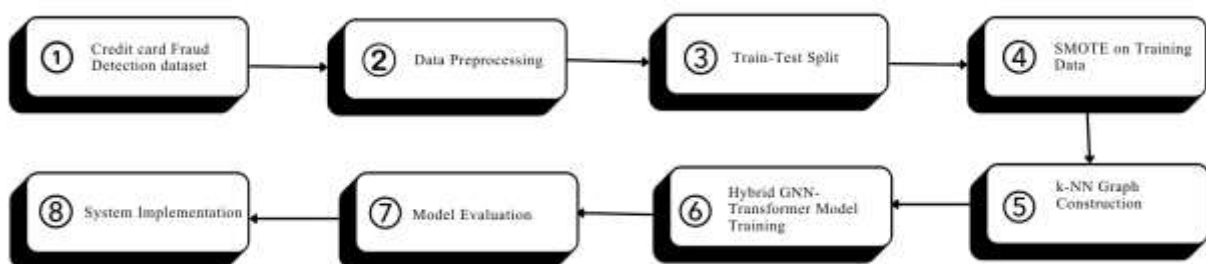 ① Credit card Fraud
Detection dataset
② Data Preprocessing
③ Train-Test Split
④ SMOTE on Training
Data
⑤ k-NN Graph
Construction
⑥ Hybrid GNN-
Transformer Model
Training
⑦ Model Evaluation
⑧ System Implementation